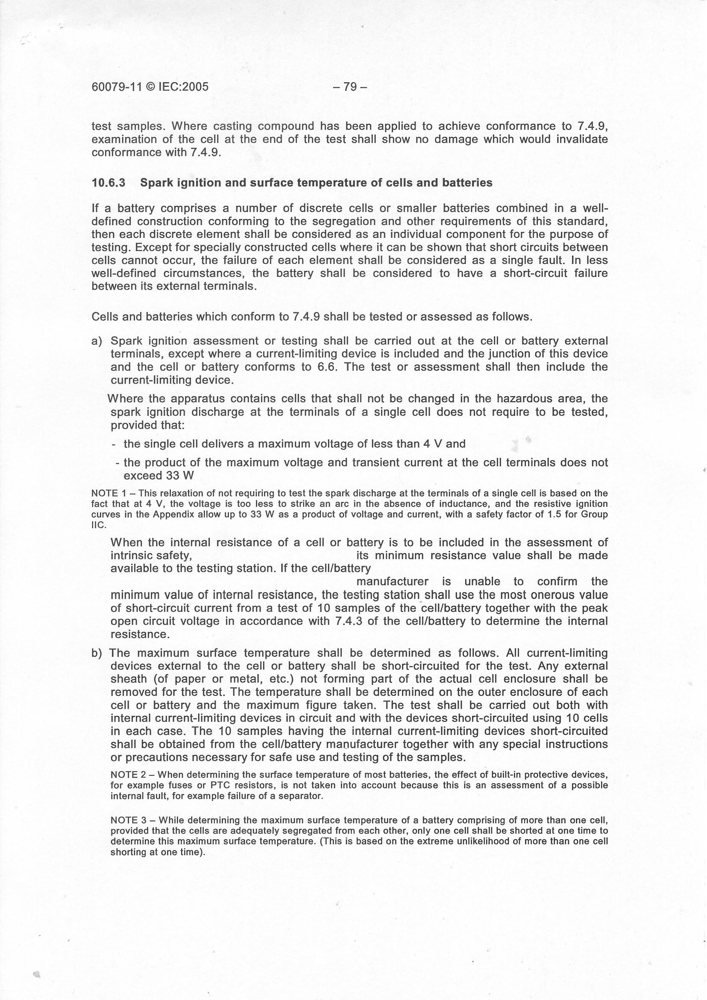 60079-11 © IEC:2005
– 79 –
test samples. Where casting compound has been applied to achieve conformance to 7.4.9,
examination of the cell at the end of the test shall show no damage which would invalidate
conformance with 7.4.9.
10.6.3 Spark ignition and surface temperature of cells and batteries
If a battery comprises a number of discrete cells or smaller batteries combined in a well-
defined construction conforming to the segregation and other requirements of this standard,
then each discrete element shall be considered as an individual component for the purpose of
testing. Except for specially constructed cells where it can be shown that short circuits between
cells cannot occur, the failure of each element shall be considered as a single fault. In less
well-defined circumstances, the battery shall be considered to have a short-circuit failure
between its external terminals.
Cells and batteries which conform to 7.4.9 shall be tested or assessed as follows.
a) Spark ignition assessment or testing shall be carried out at the cell or battery external
terminals, except where a current-limiting device is included and the junction of this device
and the cell or battery conforms to 6.6. The test or assessment shall then include the
current-limiting device.
Where the apparatus contains cells that shall not be changed in the hazardous area, the
spark ignition discharge at the terminals of a single cell does not require to be tested,
provided that:
- the single cell delivers a maximum voltage of less than 4 V and
- the product of the maximum voltage and transient current at the cell terminals does not
exceed 33 W
NOTE 1 – This relaxation of not requiring to test the spark discharge at the terminals of a single cell is based on the
fact that at 4 V, the voltage is too less to strike an arc in the absence of inductance, and the resistive ignition
curves in the Appendix allow up to 33 W as a product of voltage and current, with a safety factor of 1.5 for Group
IIC.
When the internal resistance of a cell or battery is to be included in the assessment of
intrinsic safety, its minimum resistance value shall be made
available to the testing station. If the cell/battery
manufacturer is unable to confirm the
minimum value of internal resistance, the testing station shall use the most onerous value
of short-circuit current from a test of 10 samples of the cell/battery together with the peak
open circuit voltage in accordance with 7.4.3 of the cell/battery to determine the internal
resistance.
b) The maximum surface temperature shall be determined as follows. All current-limiting
devices external to the cell or battery shall be short-circuited for the test. Any external
sheath (of paper or metal, etc.) not forming part of the actual cell enclosure shall be
removed for the test. The temperature shall be determined on the outer enclosure of each
cell or battery and the maximum figure taken. The test shall be carried out both with
internal current-limiting devices in circuit and with the devices short-circuited using 10 cells
in each case. The 10 samples having the internal current-limiting devices short-circuited
shall be obtained from the cell/battery manufacturer together with any special instructions
or precautions necessary for safe use and testing of the samples.
NOTE 2 – When determining the surface temperature of most batteries, the effect of built-in protective devices,
for example fuses or PTC resistors, is not taken into account because this is an assessment of a possible
internal fault, for example failure of a separator.
NOTE 3 – While determining the maximum surface temperature of a battery comprising of more than one cell,
provided that the cells are adequately segregated from each other, only one cell shall be shorted at one time to
determine this maximum surface temperature. (This is based on the extreme unlikelihood of more than one cell
shorting at one time).